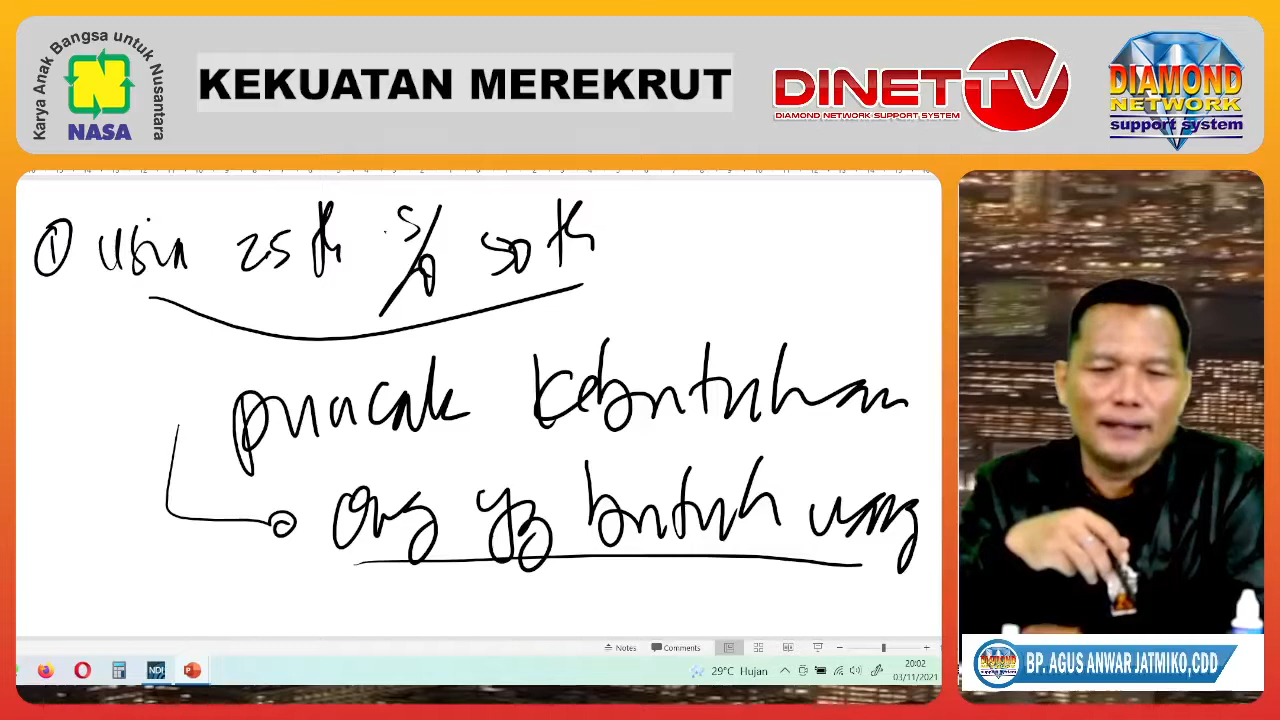 Karya Anak Bangsa untuk Nusantara
NASA
KEKUATAN MEREKRUT
DINET TV
DIAMOND NETWORK SUPPORT SYSTEM
DIAMOND
NETWORK
support system
① usia 25 th s/d 50 th
puncak kebutuhan
org yg butuh uang
Notes
Comments
NDI
29°C Hujan
20:02
03/11/2021
BP. AGUS ANWAR JATMIKO,CDD